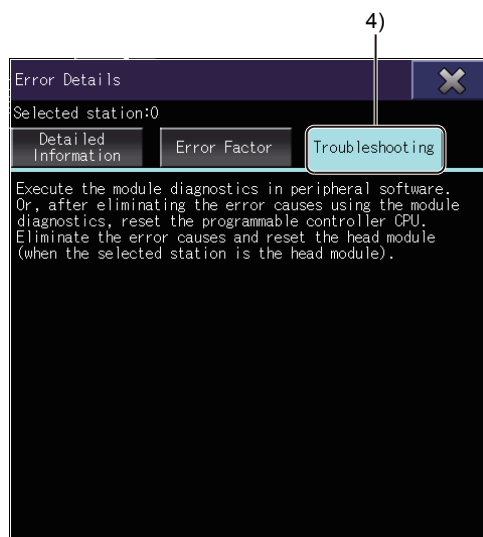 4)
Error Details
Selected station:0
Detailed
Information
Error Factor
Troubleshooting
Execute the module diagnostics in peripheral software.
Or, after eliminating the error causes using the module
diagnostics, reset the programmable controller CPU.
Eliminate the error causes and reset the head module
(when the selected station is the head module).